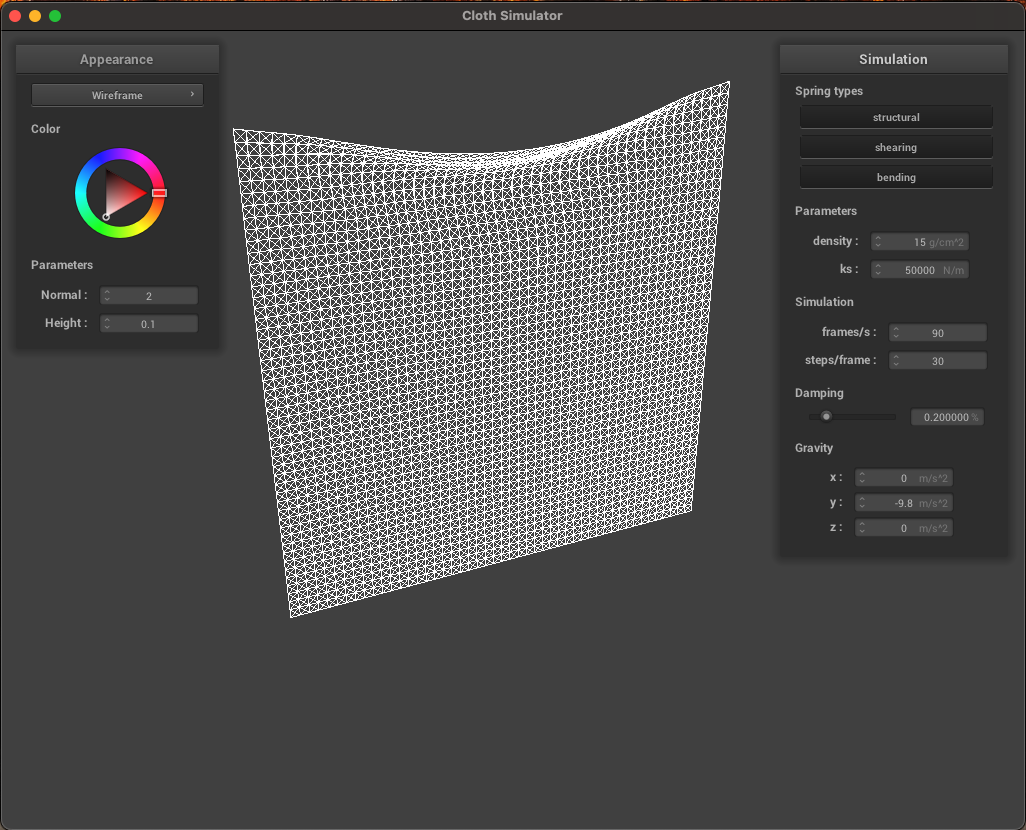 Cloth Simulator
Appearance
Wireframe
Color
Parameters
Normal : 2
Height : 0.1
Simulation
Spring types
structural
shearing
bending
Parameters
density : 15 g/cm^2
ks : 50000 N/m
Simulation
frames/s : 90
steps/frame : 30
Damping
0.200000 %
Gravity
x : 0 m/s^2
y : -9.8 m/s^2
z : 0 m/s^2